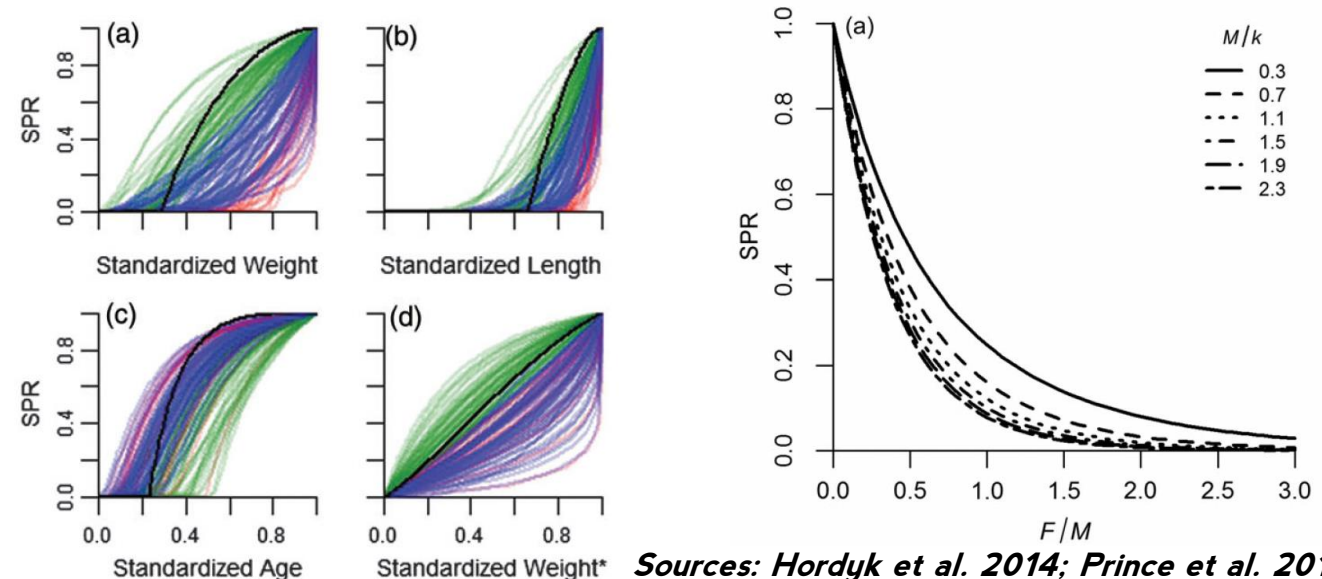 (a)
(b)
SPR
0.0 0.4 0.8
Standardized Weight
Standardized Length
(c)
(d)
SPR
0.0 0.4 0.8
0.0 0.4 0.8
0.0 0.4 0.8
Standardized Age
Standardized Weight*
(a)
SPR
0.0 0.2 0.4 0.6 0.8 1.0
M/k
0.3
0.7
1.1
1.5
1.9
2.3
0.0 0.5 1.0 1.5 2.0 2.5 3.0
F/M
Sources: Hordyk et al. 2014; Prince et al. 201